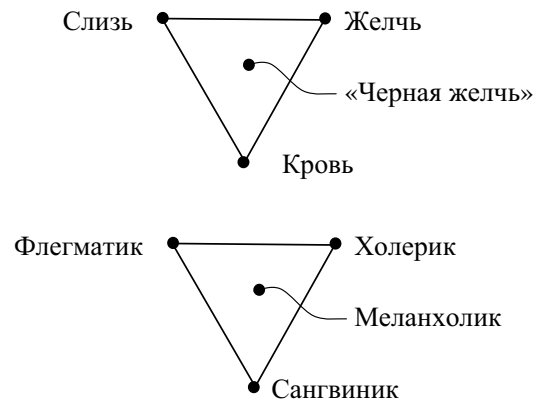 Слизь
Желчь
«Черная желчь»
Кровь
Флегматик
Холерик
Меланхолик
Сангвиник